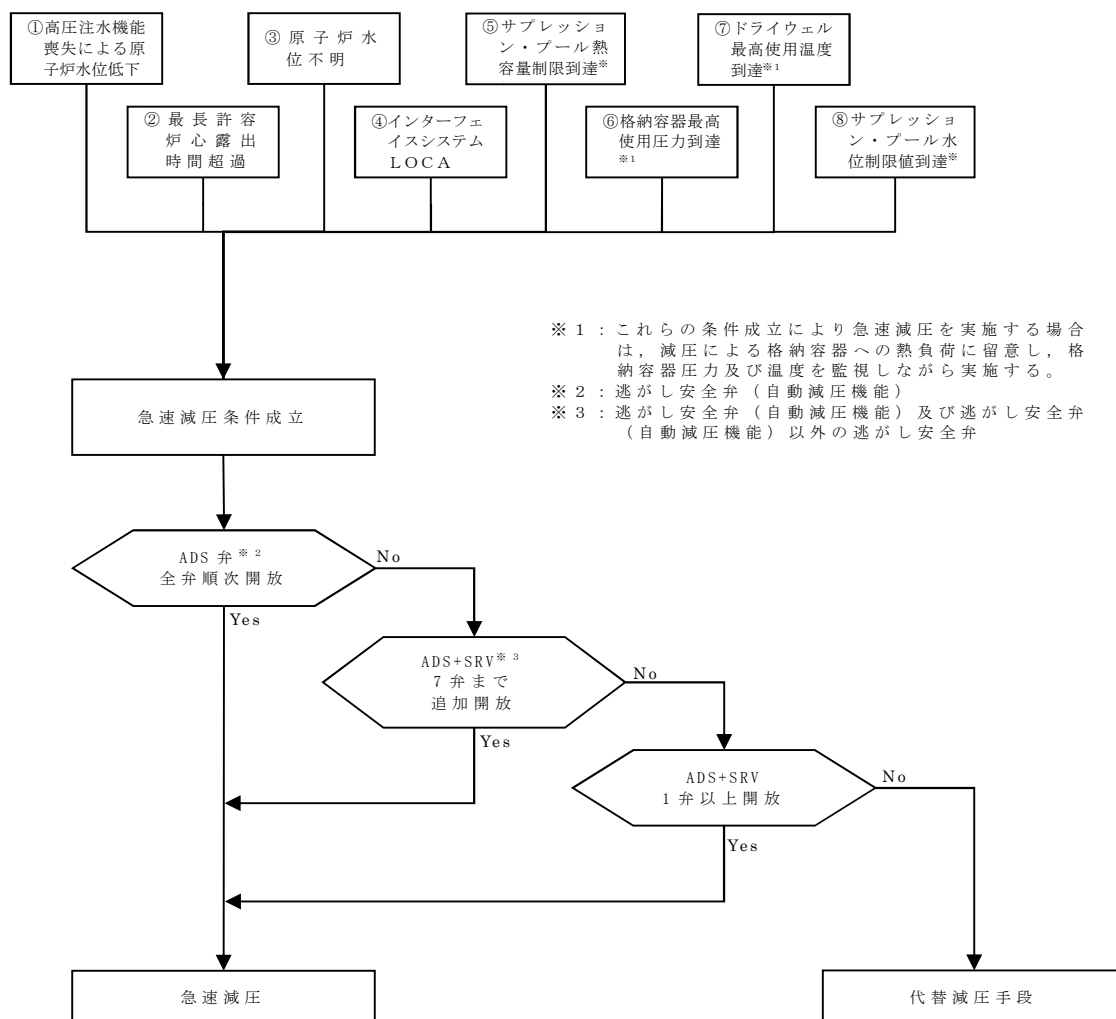 ①高圧注水機能
喪失による原
子炉水位低下
③原子炉水
位不明
⑤サプレッショ
ン・プール熱
容量制限到達※
⑦ドライウェル
最高使用温度
到達※1
②最長許容
炉心露出
時間超過
④インターフェ
イスシステム
LOCA
⑥格納容器最高
使用圧力到達
※1
⑧サプレッショ
ン・プール水
位制限値到達※
※1：これらの条件成立により急速減圧を実施する場合
は，減圧による格納容器への熱負荷に留意し，格
納容器圧力及び温度を監視しながら実施する。
※2：逃がし安全弁（自動減圧機能）
※3：逃がし安全弁（自動減圧機能）及び逃がし安全弁
（自動減圧機能）以外の逃がし安全弁
急速減圧条件成立
ADS弁※2
全弁順次開放
No
Yes
ADS+SRV※3
7弁まで
追加開放
No
Yes
ADS+SRV
1弁以上開放
No
Yes
急速減圧
代替減圧手段